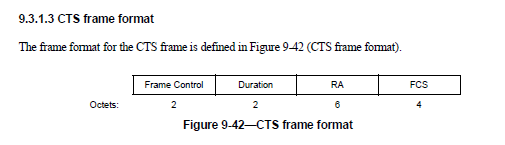 9.3.1.3 CTS frame format
The frame format for the CTS frame is defined in Figure 9-42 (CTS frame format).
Frame Control Duration RA FCS
Octets: 2 2 6 4
Figure 9-42—CTS frame format